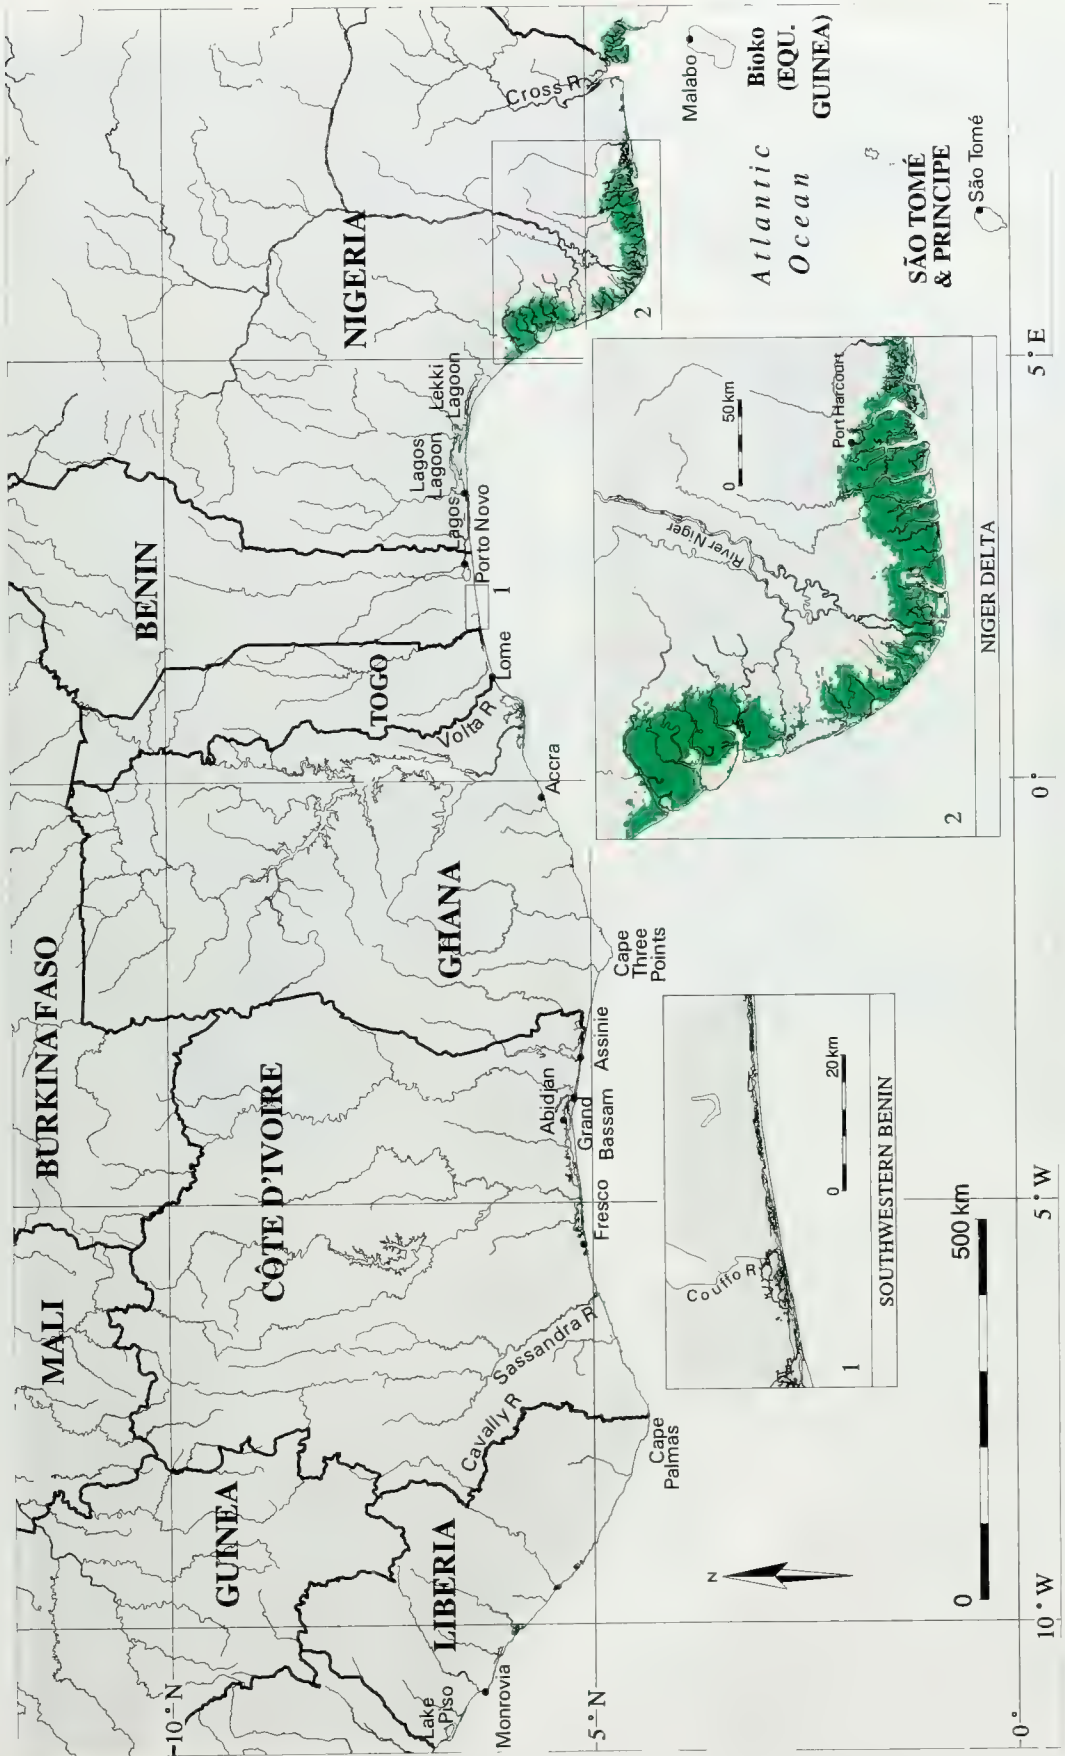 MALI
BURKINA FASO
GUINEA
CÔTE D'IVOIRE
BENIN
TOGO
GHANA
NIGERIA
LIBERIA
10° N
5° N
0°
Lake
Piso
Monrovia
Cavally R
Sassandra R
Cape
Palmas
Fresco
Abidjan
Grand
Bassam
Assinie
Cape
Three
Points
Accra
Volta R
Lome
1
Porto Novo
Lagos
Lagos
Lagoon
Lekki
Lagoon
2
Cross R
Malabo
Bioko
(EQU.
GUINEA)
Atlantic
Ocean
SÃO TOMÉ
& PRINCIPE
São Tomé
N
0
500 km
10° W
5° W
0°
5° E
Couffo R
0
20 km
1
SOUTHWESTERN BENIN
River Niger
0
50 km
Port Harcourt
2
NIGER DELTA